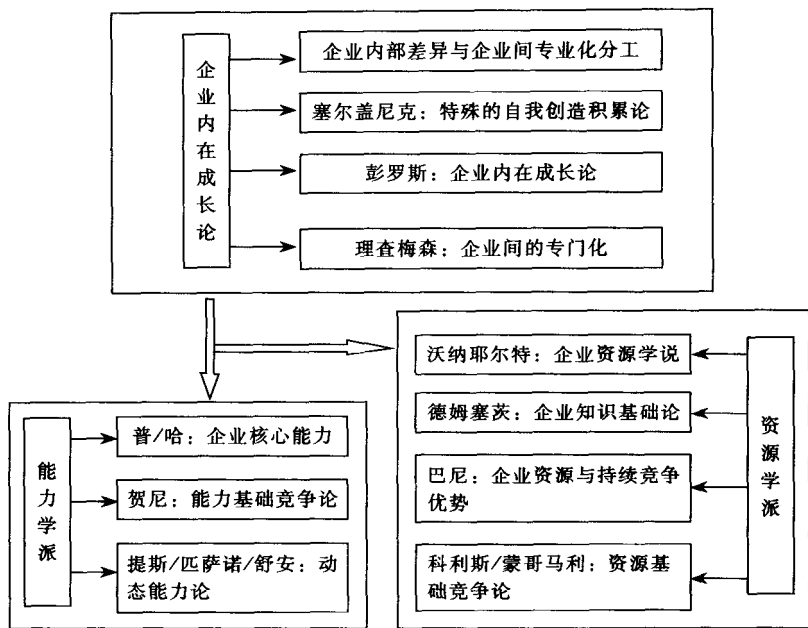 企业内在成长论
企业内部差异与企业间专业化分工
塞尔盖尼克：特殊的自我创造积累论
彭罗斯：企业内在成长论
理查梅森：企业间的专门化
能力学派
普/哈：企业核心能力
贺尼：能力基础竞争论
提斯/匹萨诺/舒安：动
态能力论
沃纳耶尔特：企业资源学说
德姆塞茨：企业知识基础论
巴尼：企业资源与持续竞争
优势
科利斯/蒙哥马利：资源基
础竞争论
资源学派